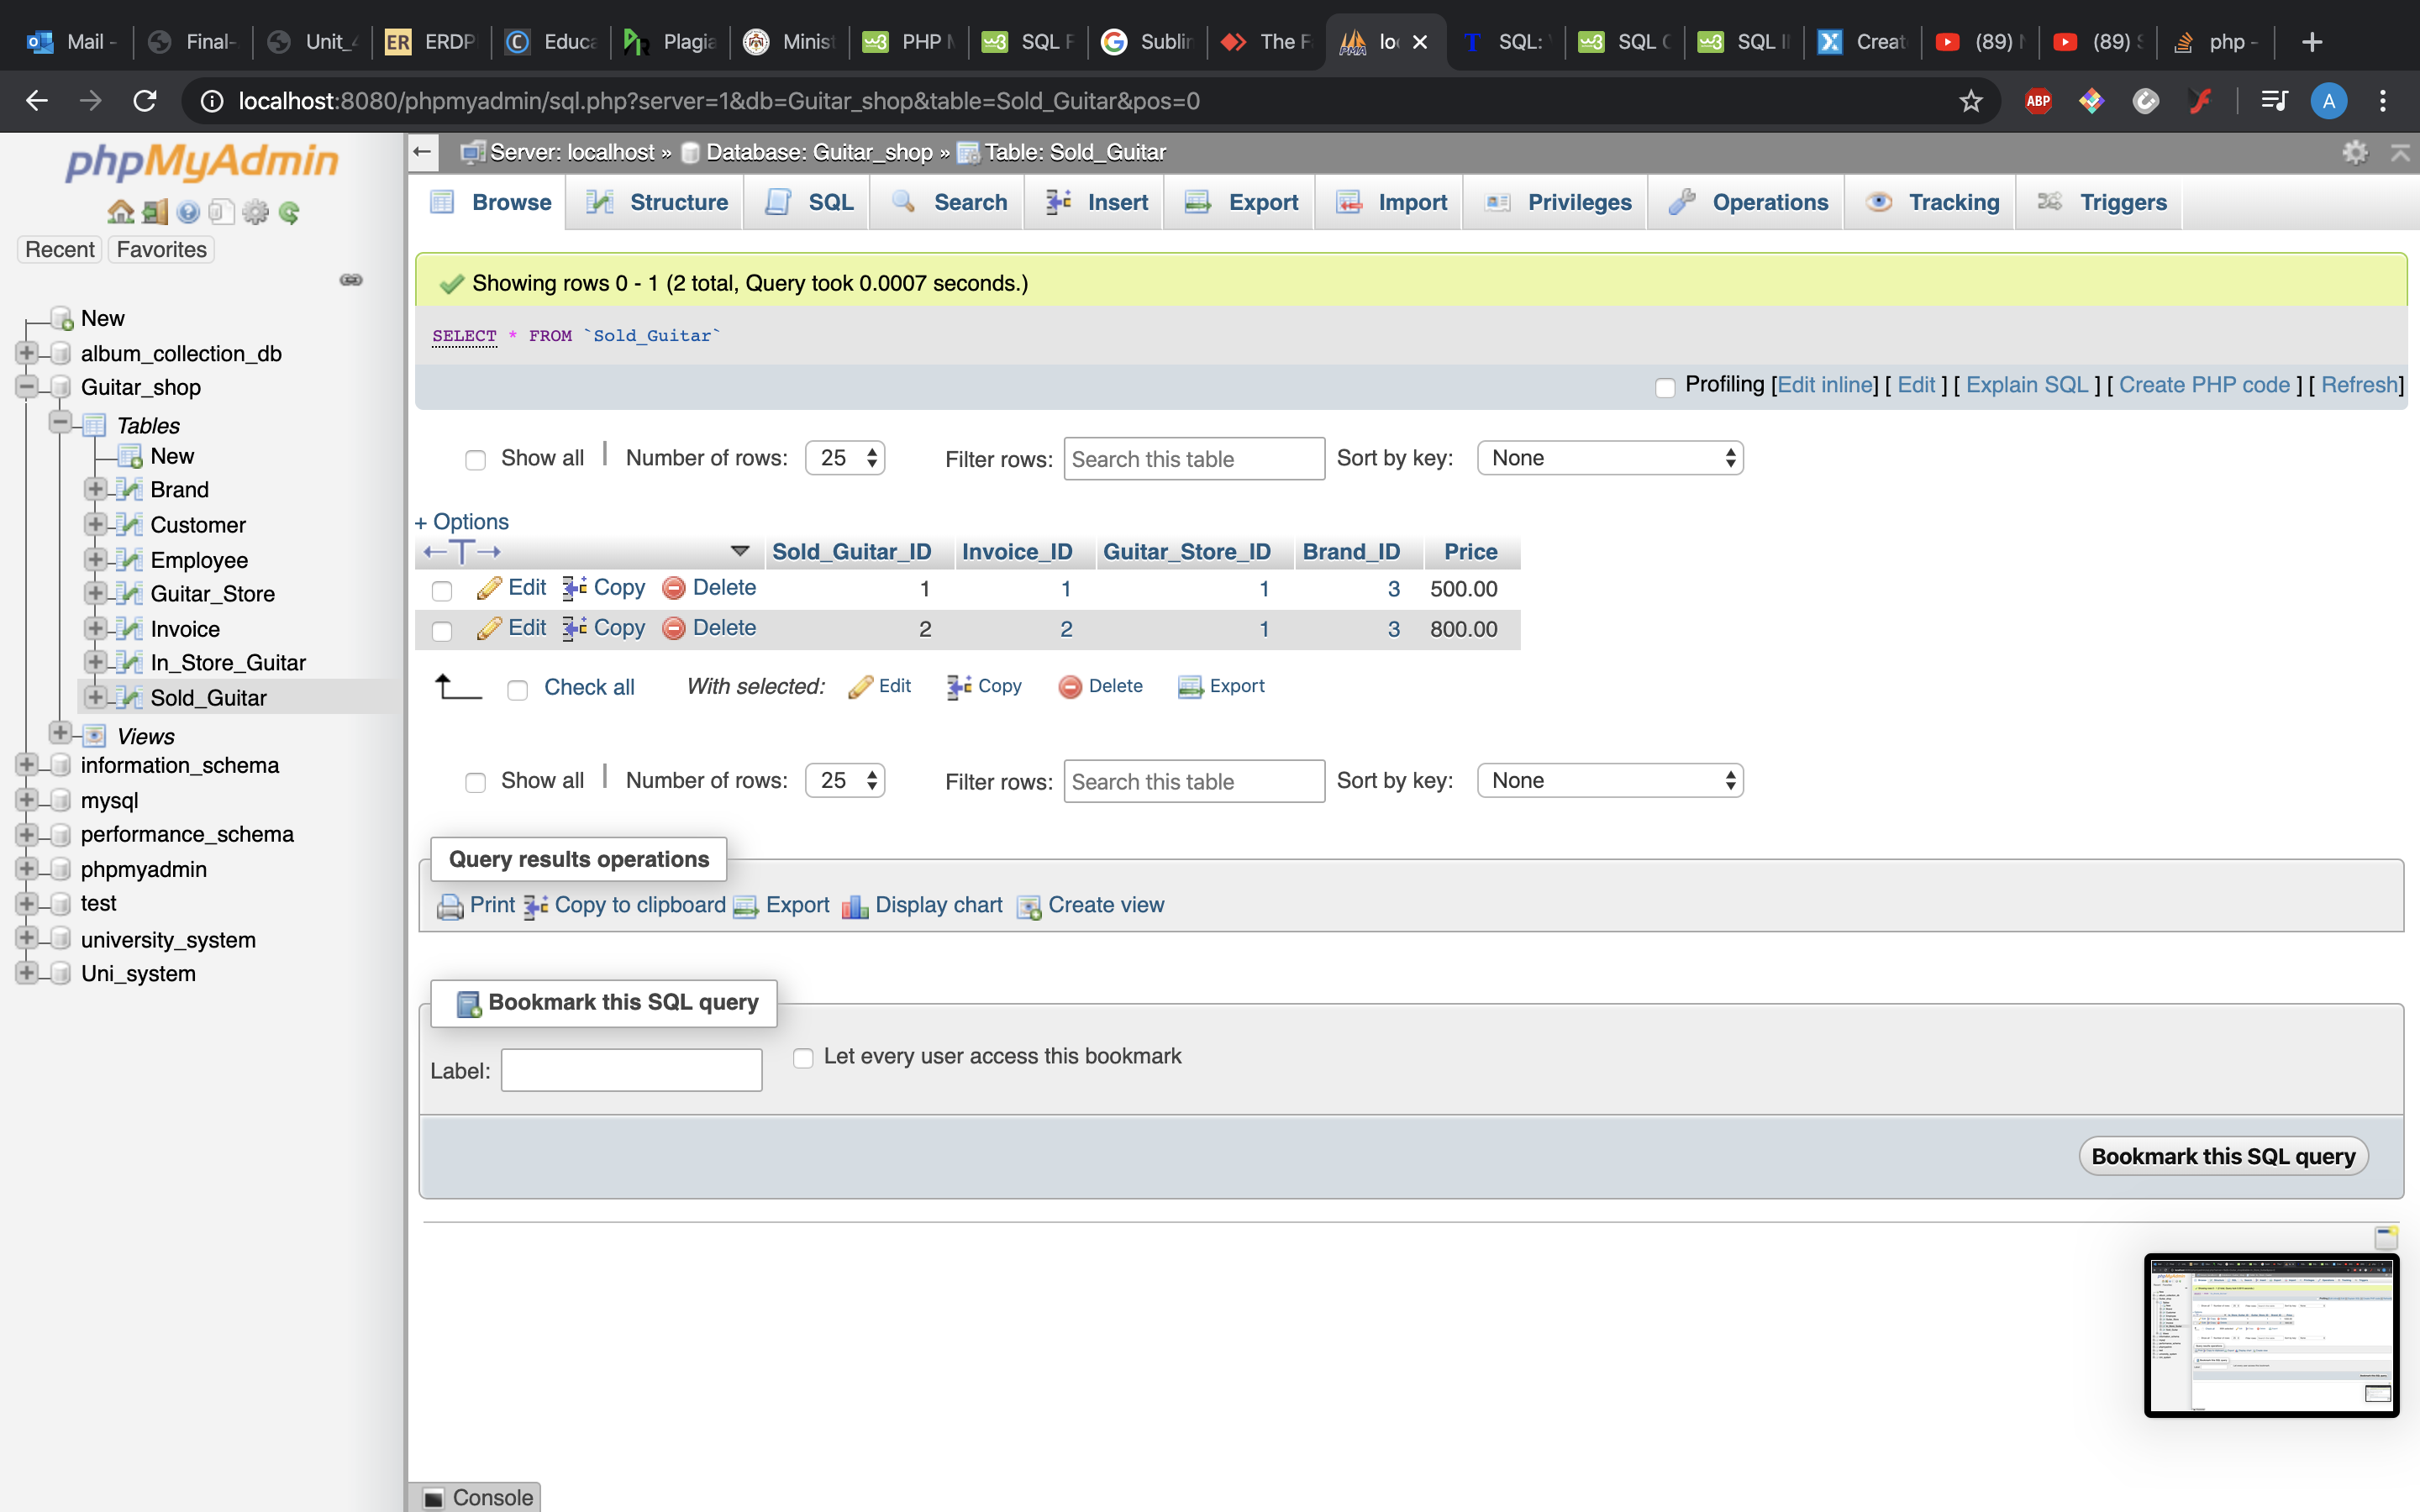 Mail - Final- Unit_4 ER ERDP Educa Plagia Minist PHP M SQL F Sublin The F lo SQL: SQL C SQL I Creat (89) (89) php -
localhost:8080/phpmyadmin/sql.php?server=1&db=Guitar_shop&table=Sold_Guitar&pos=0
ABP
A
phpMyAdmin
Recent Favorites
New
album_collection_db
Guitar_shop
Tables
New
Brand
Customer
Employee
Guitar_Store
Invoice
In_Store_Guitar
Sold_Guitar
Views
information_schema
mysql
performance_schema
phpmyadmin
test
university_system
Uni_system
Server: localhost » Database: Guitar_shop » Table: Sold_Guitar
Browse Structure SQL Search Insert Export Import Privileges Operations Tracking Triggers
Showing rows 0 - 1 (2 total, Query took 0.0007 seconds.)
SELECT * FROM `Sold_Guitar`
Profiling [Edit inline] [ Edit ] [ Explain SQL ] [ Create PHP code ] [ Refresh]
Show all | Number of rows: 25 Filter rows: Search this table Sort by key: None
+ Options
←T→ Sold_Guitar_ID Invoice_ID Guitar_Store_ID Brand_ID Price
Edit Copy Delete 1 1 1 3 500.00
Edit Copy Delete 2 2 1 3 800.00
Check all With selected: Edit Copy Delete Export
Show all | Number of rows: 25 Filter rows: Search this table Sort by key: None
Query results operations
Print Copy to clipboard Export Display chart Create view
Bookmark this SQL query
Label: Let every user access this bookmark
Bookmark this SQL query
Console